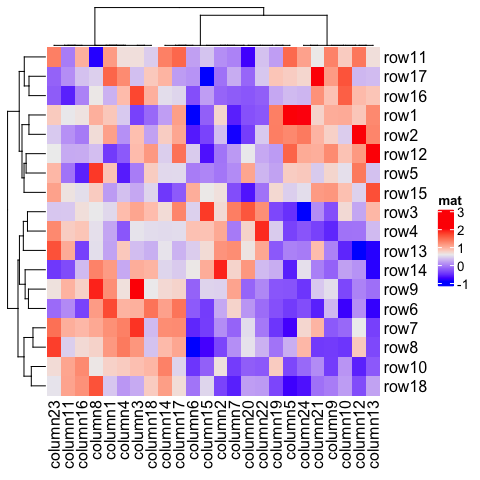 row11
row17
row16
row1
row2
row12
row5
row15
row3
row4
row13
row14
row9
row6
row7
row8
row10
row18
mat
3
2
1
0
-1
column23
column11
column16
column8
column1
column4
column3
column18
column14
column17
column6
column15
column2
column7
column20
column22
column19
column5
column24
column21
column9
column10
column12
column13